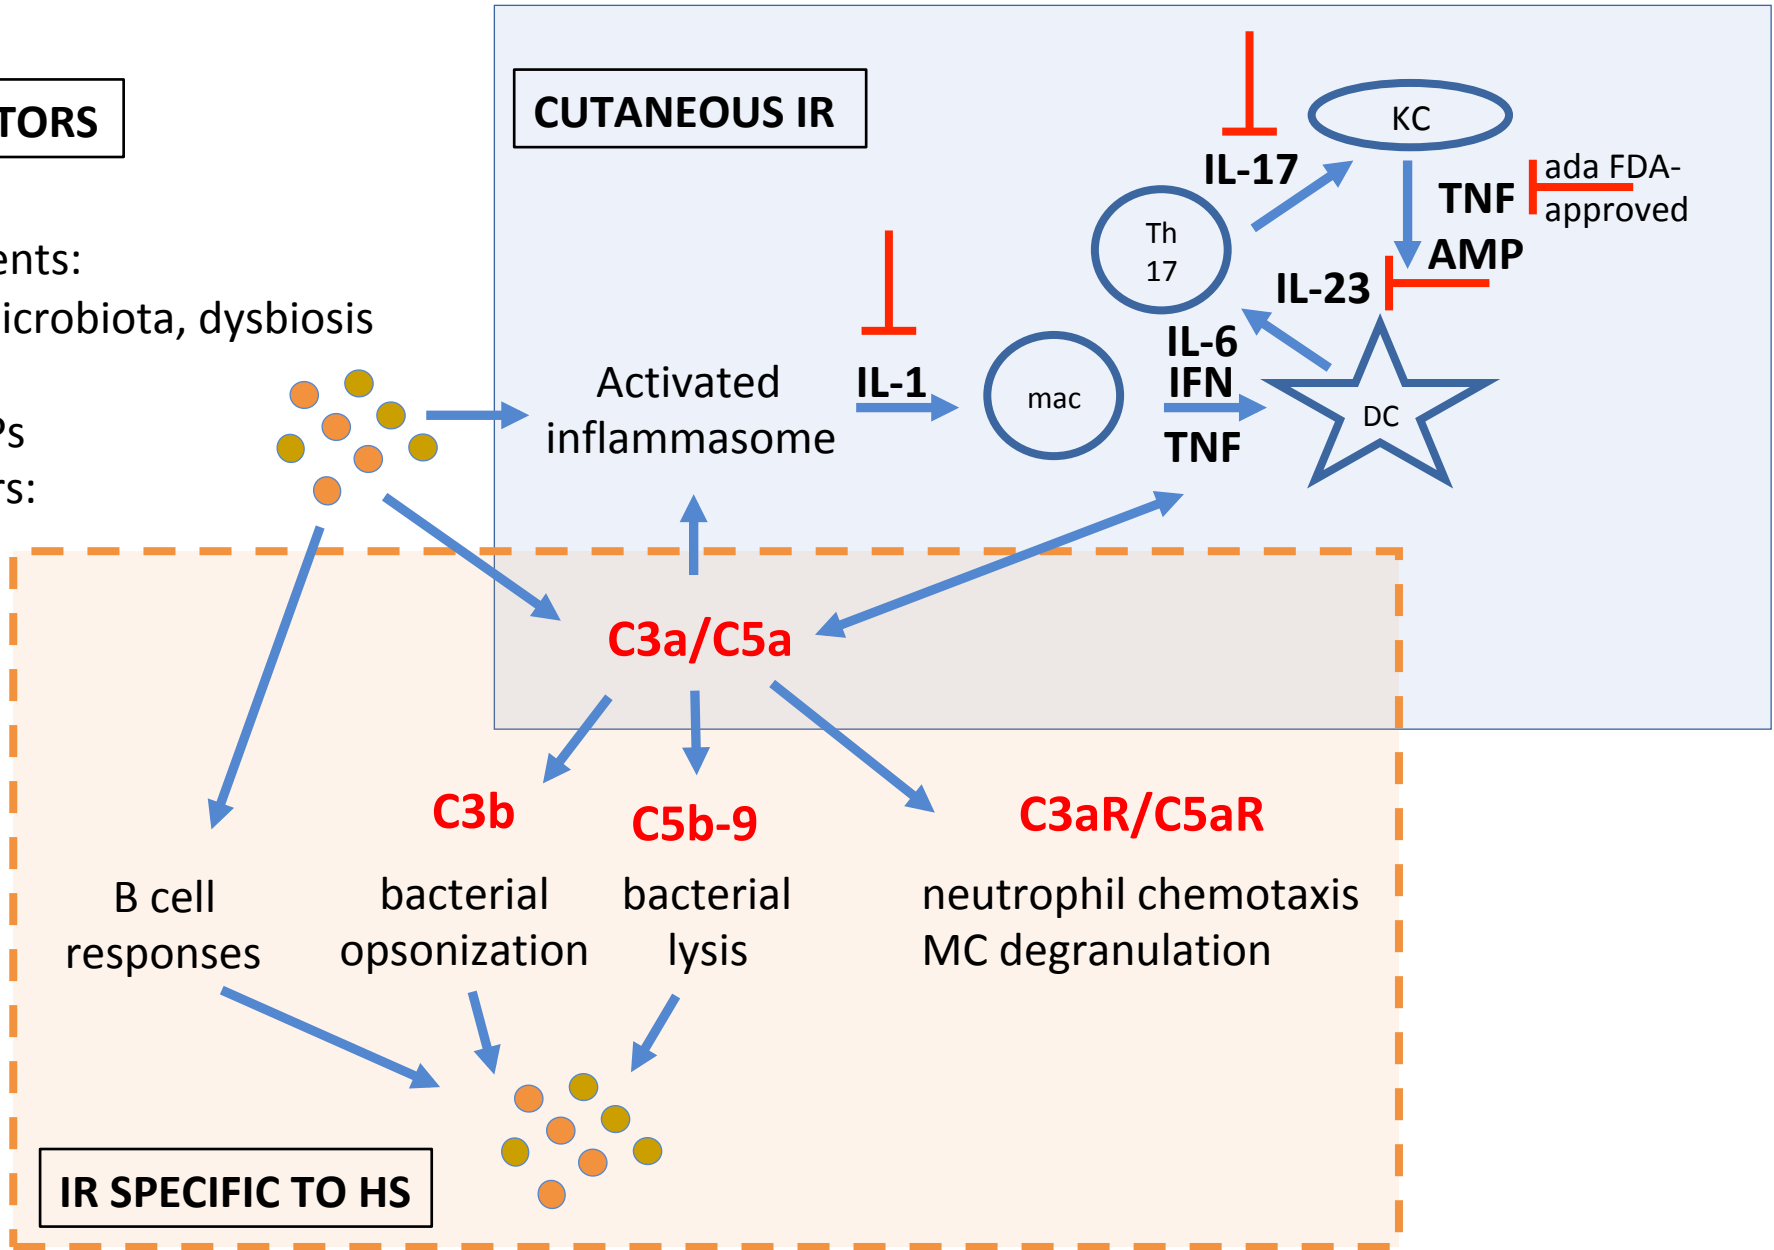 TORS
ents:
icrobiota, dysbiosis
Ps
rs:
CUTANEOUS IR
KC
IL-17
TNF
ada FDA-
approved
AMP
Th
17
IL-23
IL-6
IFN
TNF
Activated
inflammasome
IL-1
mac
DC
C3a/C5a
C3b
C5b-9
C3aR/C5aR
B cell
responses
bacterial
opsonization
bacterial
lysis
neutrophil chemotaxis
MC degranulation
IR SPECIFIC TO HS